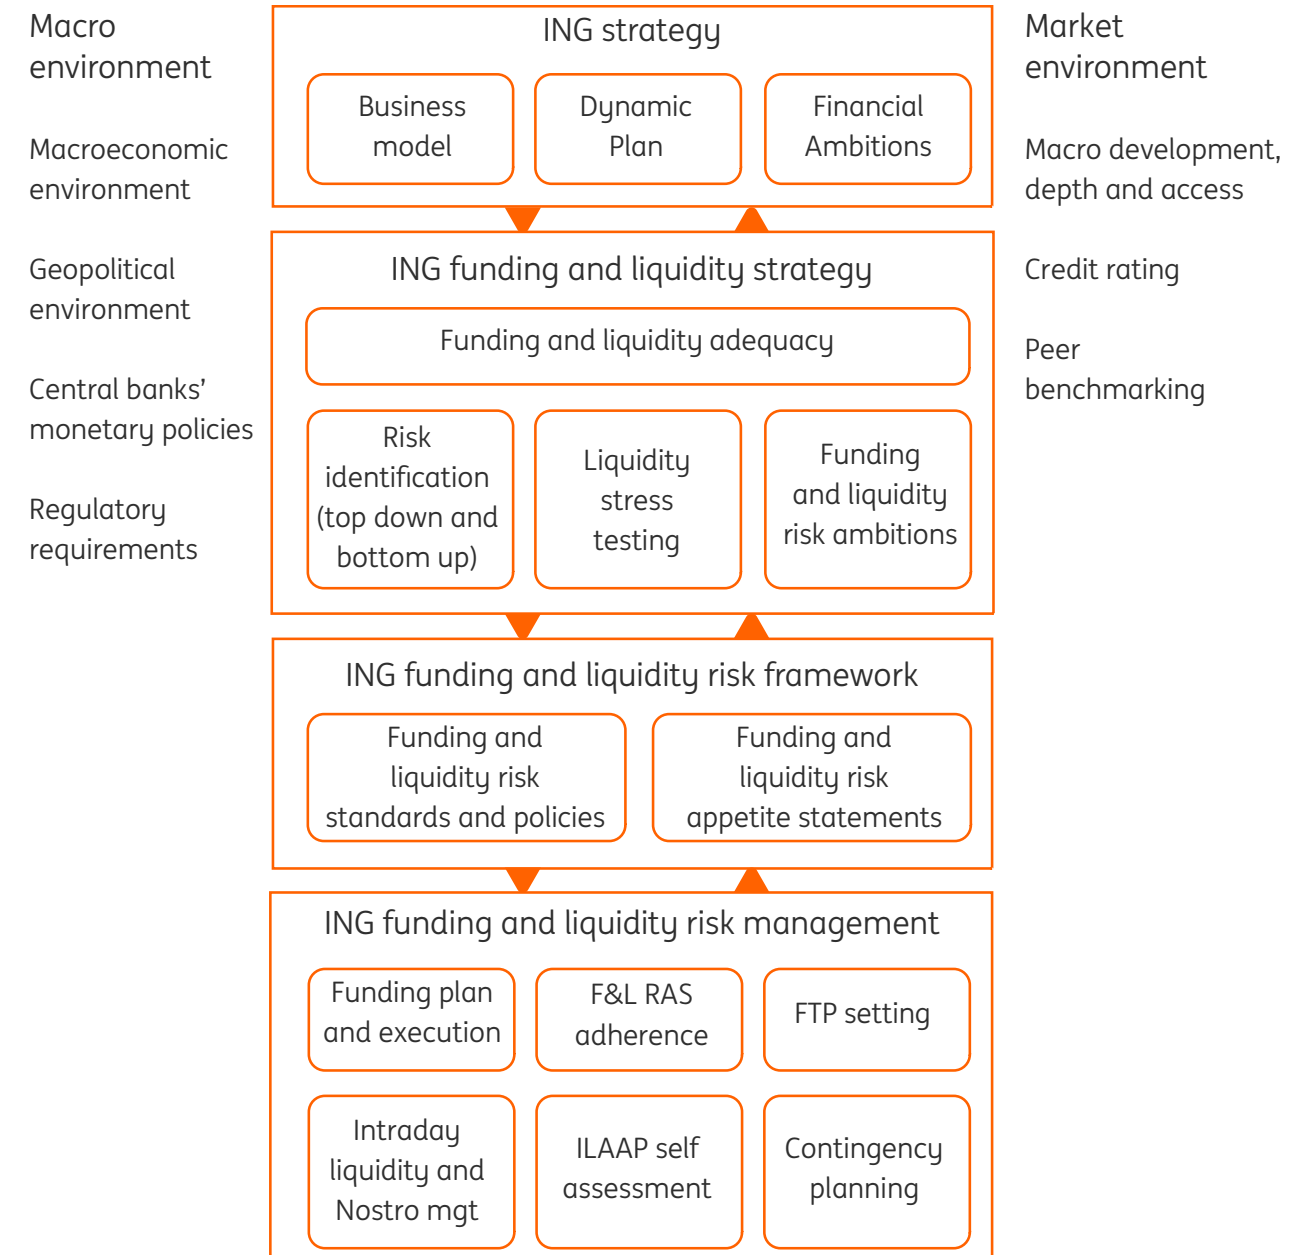 Macro
environment
Macroeconomic
environment
Geopolitical
environment
Central banks’
monetary policies
Regulatory
requirements
ING strategy
Business
model
Dynamic
Plan
Financial
Ambitions
ING funding and liquidity strategy
Funding and liquidity adequacy
Risk
identification
(top down and
bottom up)
Liquidity
stress
testing
Funding
and liquidity
risk ambitions
ING funding and liquidity risk framework
Funding and
liquidity risk
standards and policies
Funding and
liquidity risk
appetite statements
ING funding and liquidity risk management
Funding plan
and execution
F&L RAS
adherence
FTP setting
Intraday
liquidity and
Nostro mgt
ILAAP self
assessment
Contingency
planning
Market
environment
Macro development,
depth and access
Credit rating
Peer
benchmarking